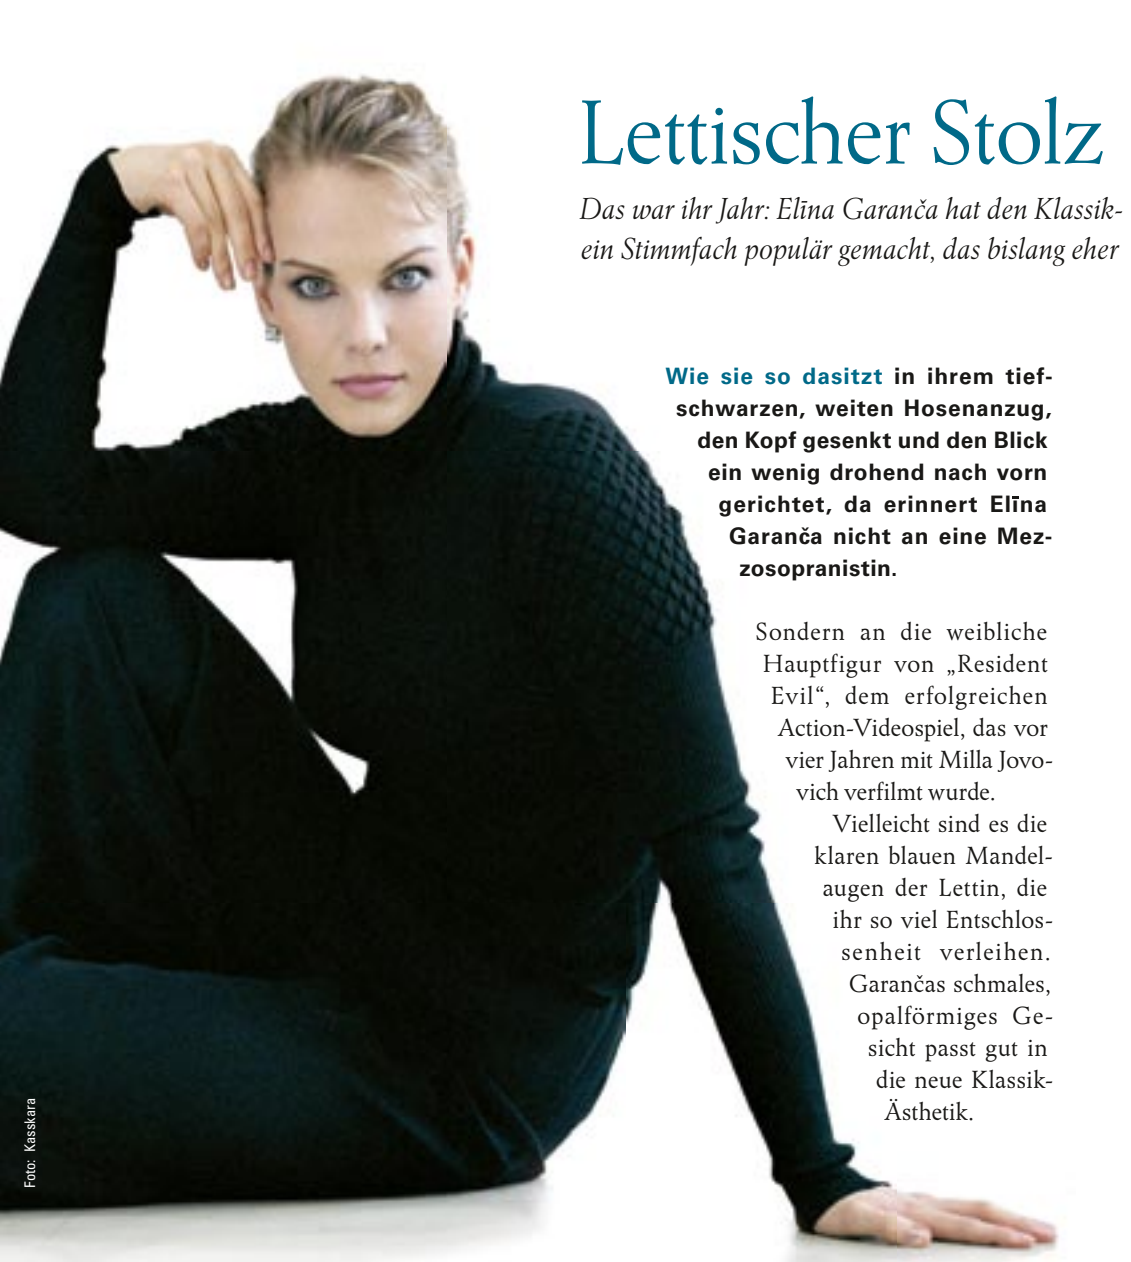 Lettischer Stolz
Das war ihr Jahr: Elīna Garanča hat den Klassik-
ein Stimmfach populär gemacht, das bislang eher
Wie sie so dasitzt in ihrem tief-
schwarzen, weiten Hosenanzug,
den Kopf gesenkt und den Blick
ein wenig drohend nach vorn
gerichtet, da erinnert Elīna
Garanča nicht an eine Mez-
zosopranistin.
Sondern an die weibliche
Hauptfigur von „Resident
Evil“, dem erfolgreichen
Action-Videospiel, das vor
vier Jahren mit Milla Jovo-
vich verfilmt wurde.
Vielleicht sind es die
klaren blauen Mandel-
augen der Lettin, die
ihr so viel Entschlos-
senheit verleihen.
Garančas schmales,
opalförmiges Ge-
sicht passt gut in
die neue Klassik-
Ästhetik.
Foto: Kasskara